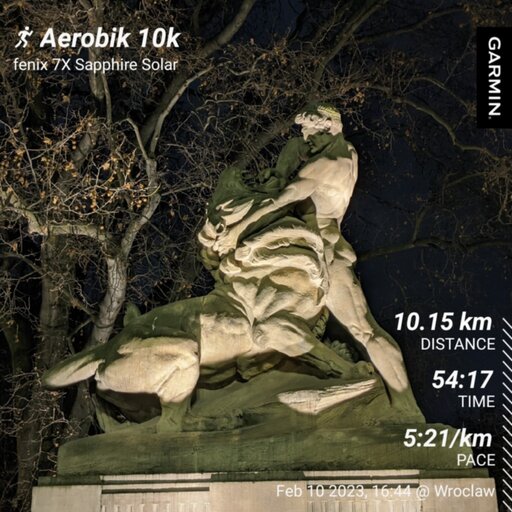 Aerobik 10k
fenix 7X Sapphire Solar
GARMIN
10.15 km
DISTANCE
54:17
TIME
5:21/km
PACE
Feb 10 2023, 16:44 @ Wroclaw